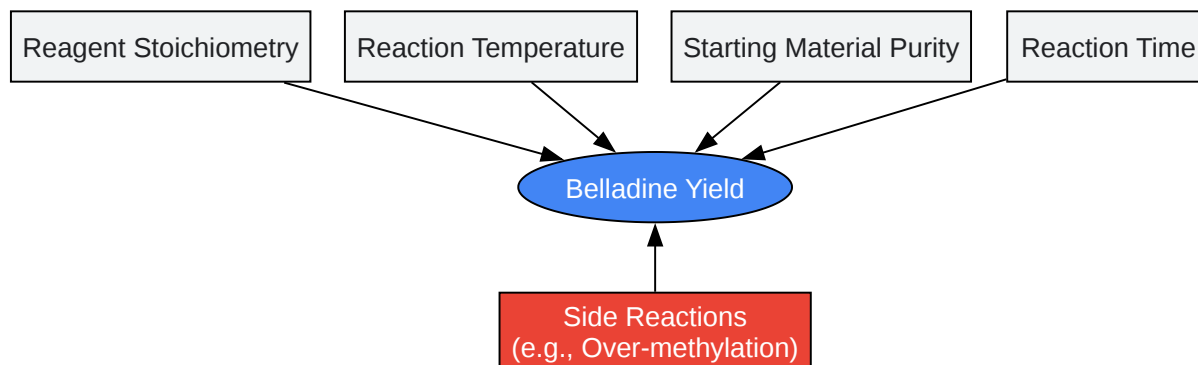 Reagent Stoichiometry
Reaction Temperature
Starting Material Purity
Reaction Time
Belladine Yield
Side Reactions
(e.g., Over-methylation)